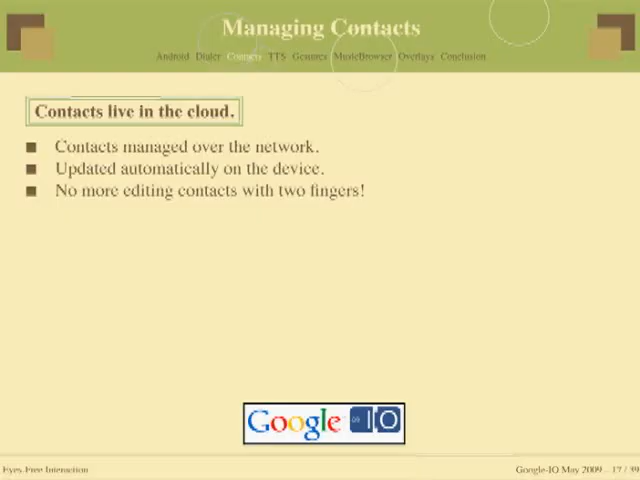 Managing Contacts
Android Dialer Contacts TTS Gestures MusicBrowser Overlays Conclusion
Contacts live in the cloud.
Contacts managed over the network.
Updated automatically on the device.
No more editing contacts with two fingers!
Google 09 IO
Eyes-Free Interaction
Google-IO May 2009 – 17 / 39